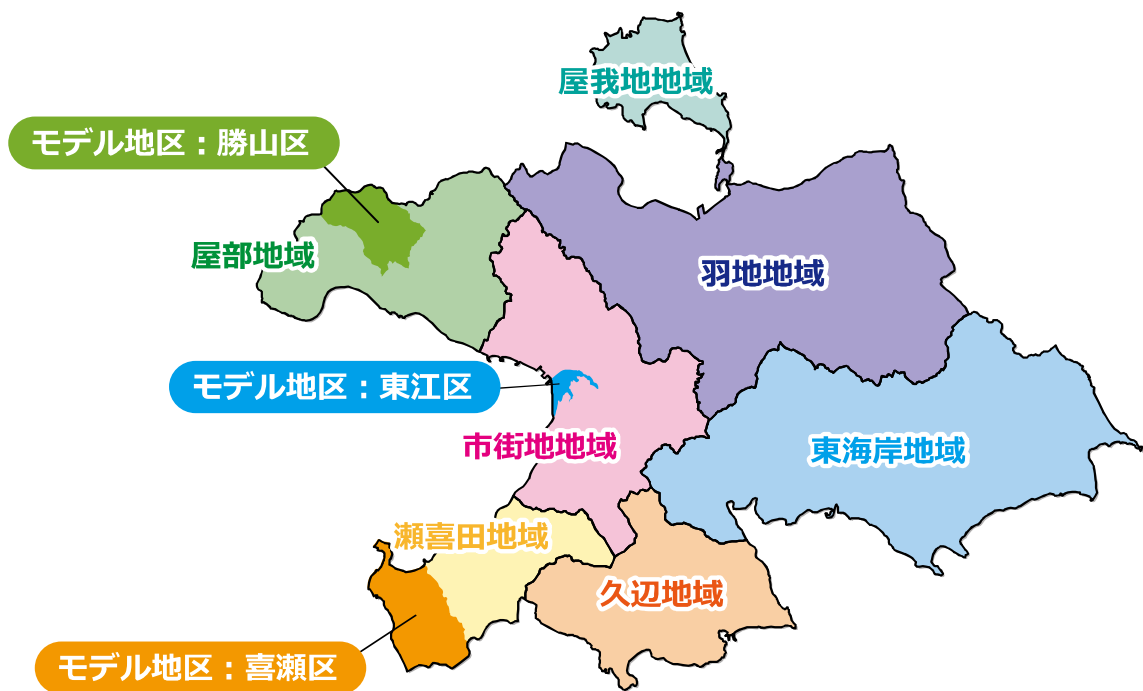 屋我地地域
モデル地区：勝山区
屋部地域
羽地地域
モデル地区：東江区
市街地地域
東海岸地域
瀬喜田地域
久辺地域
モデル地区：喜瀬区